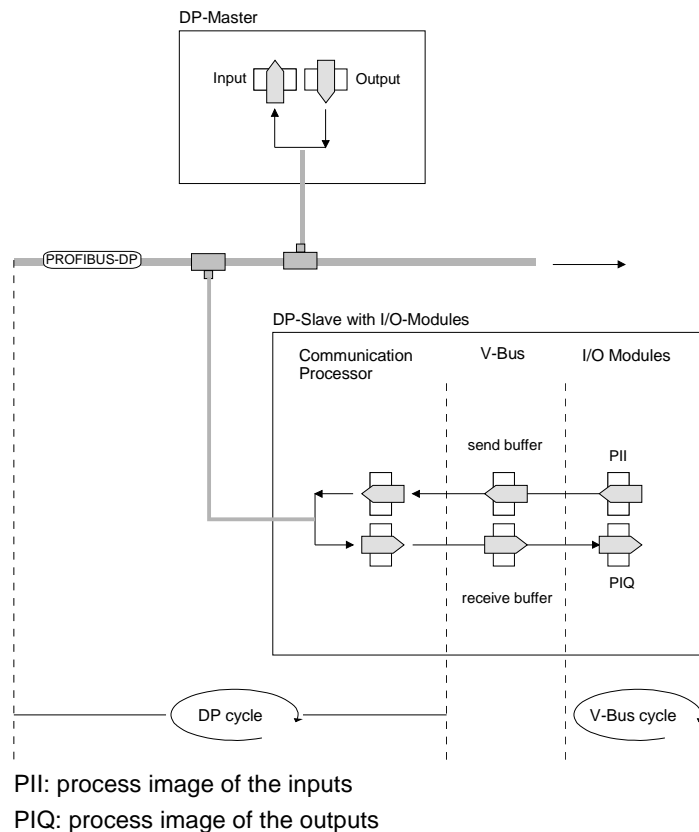 DP-Master
Input
Output
PROFIBUS-DP
DP-Slave with I/O-Modules
Communication
Processor
V-Bus
I/O Modules
send buffer
PII
receive buffer
PIQ
DP cycle
V-Bus cycle
PII: process image of the inputs
PIQ: process image of the outputs